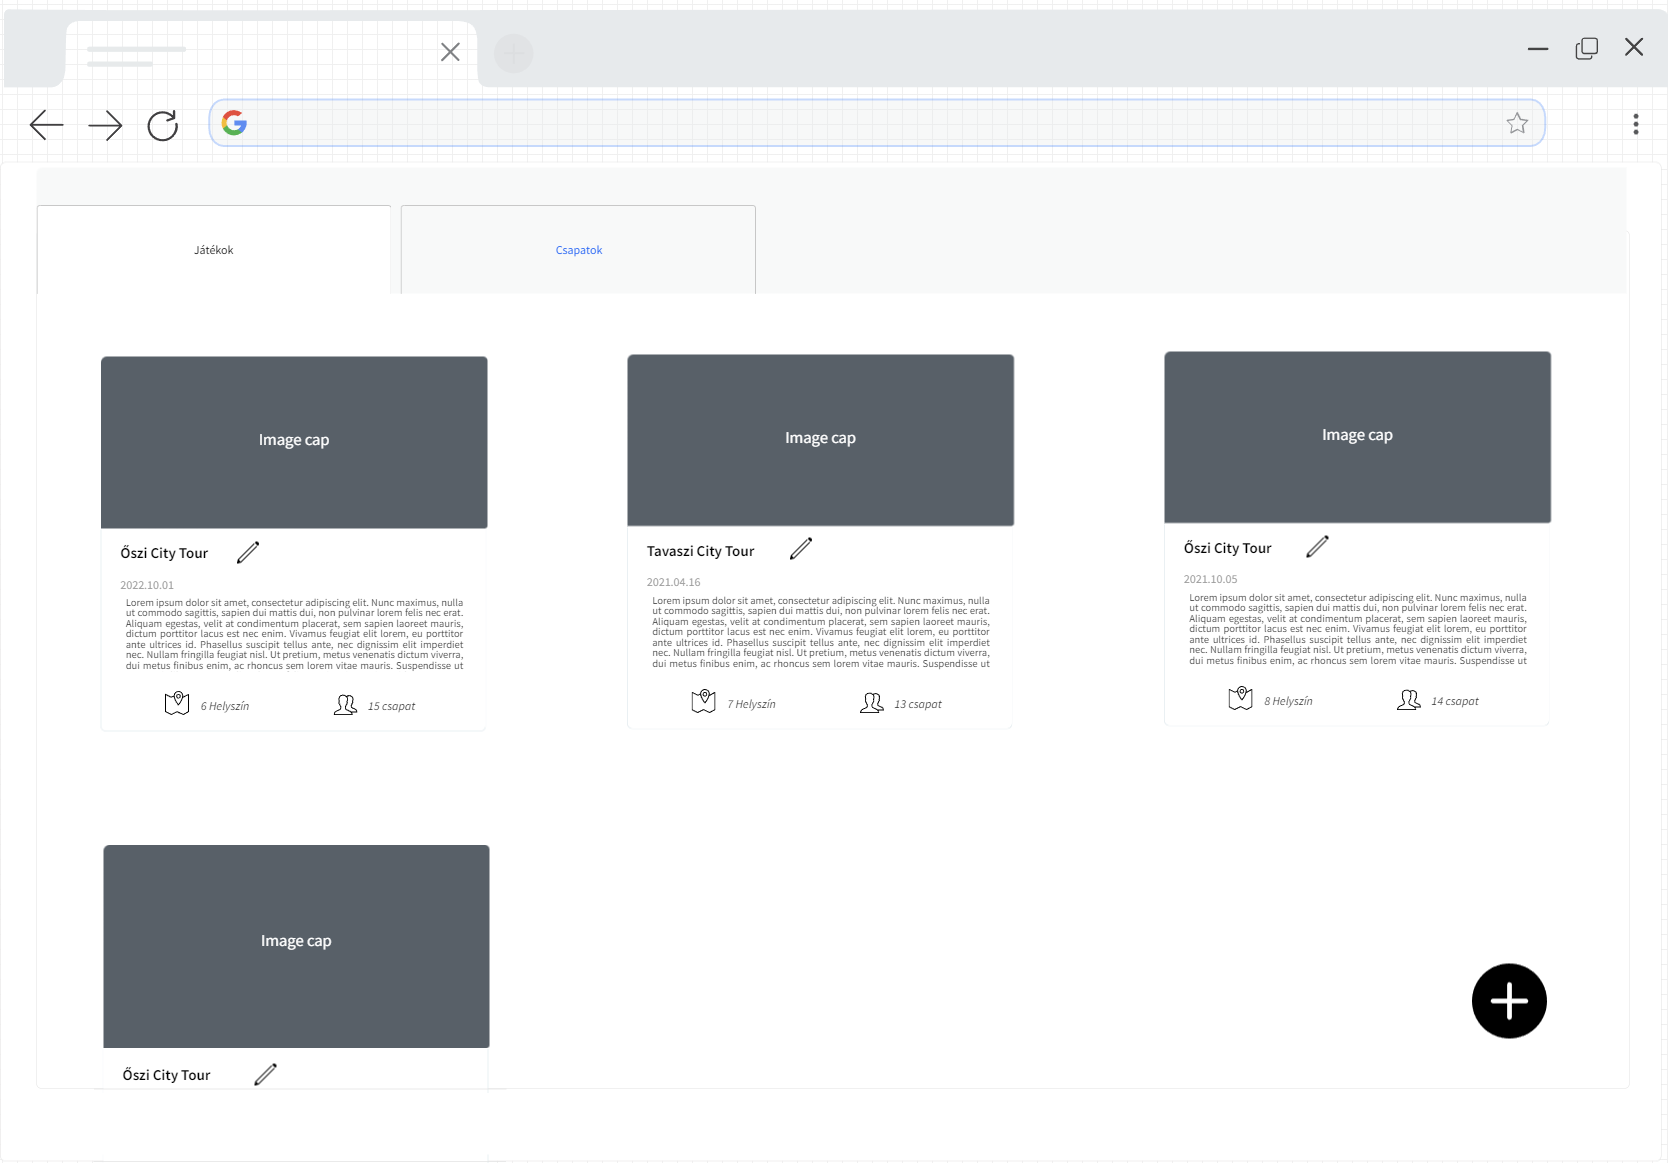 Játékok
Csapatok
Image cap
Őszi City Tour
2022.10.01
Lorem ipsum dolor sit amet, consectetur adipiscing elit. Nunc maximus, nulla
ut commodo sagittis, sapien dui mattis dui, non pulvinar lorem felis nec erat.
Aliquam egestas, velit at condimentum placerat, sem sapien laoreet mauris,
dictum porttitor lacus est nec enim. Vivamus feugiat elit lorem, eu porttitor
ante ultrices id. Phasellus suscipit tellus ante, nec dignissim elit imperdiet
nec. Nullam fringilla feugiat nisl. Ut pretium, metus venenatis dictum viverra,
dui metus finibus enim, ac rhoncus sem lorem vitae mauris. Suspendisse ut
6 Helyszín
15 csapat
Image cap
Tavaszi City Tour
2021.04.16
Lorem ipsum dolor sit amet, consectetur adipiscing elit. Nunc maximus, nulla
ut commodo sagittis, sapien dui mattis dui, non pulvinar lorem felis nec erat.
Aliquam egestas, velit at condimentum placerat, sem sapien laoreet mauris,
dictum porttitor lacus est nec enim. Vivamus feugiat elit lorem, eu porttitor
ante ultrices id. Phasellus suscipit tellus ante, nec dignissim elit imperdiet
nec. Nullam fringilla feugiat nisl. Ut pretium, metus venenatis dictum viverra,
dui metus finibus enim, ac rhoncus sem lorem vitae mauris. Suspendisse ut
7 Helyszín
13 csapat
Image cap
Őszi City Tour
2021.10.05
Lorem ipsum dolor sit amet, consectetur adipiscing elit. Nunc maximus, nulla
ut commodo sagittis, sapien dui mattis dui, non pulvinar lorem felis nec erat.
Aliquam egestas, velit at condimentum placerat, sem sapien laoreet mauris,
dictum porttitor lacus est nec enim. Vivamus feugiat elit lorem, eu porttitor
ante ultrices id. Phasellus suscipit tellus ante, nec dignissim elit imperdiet
nec. Nullam fringilla feugiat nisl. Ut pretium, metus venenatis dictum viverra,
dui metus finibus enim, ac rhoncus sem lorem vitae mauris. Suspendisse ut
8 Helyszín
14 csapat
Image cap
Őszi City Tour